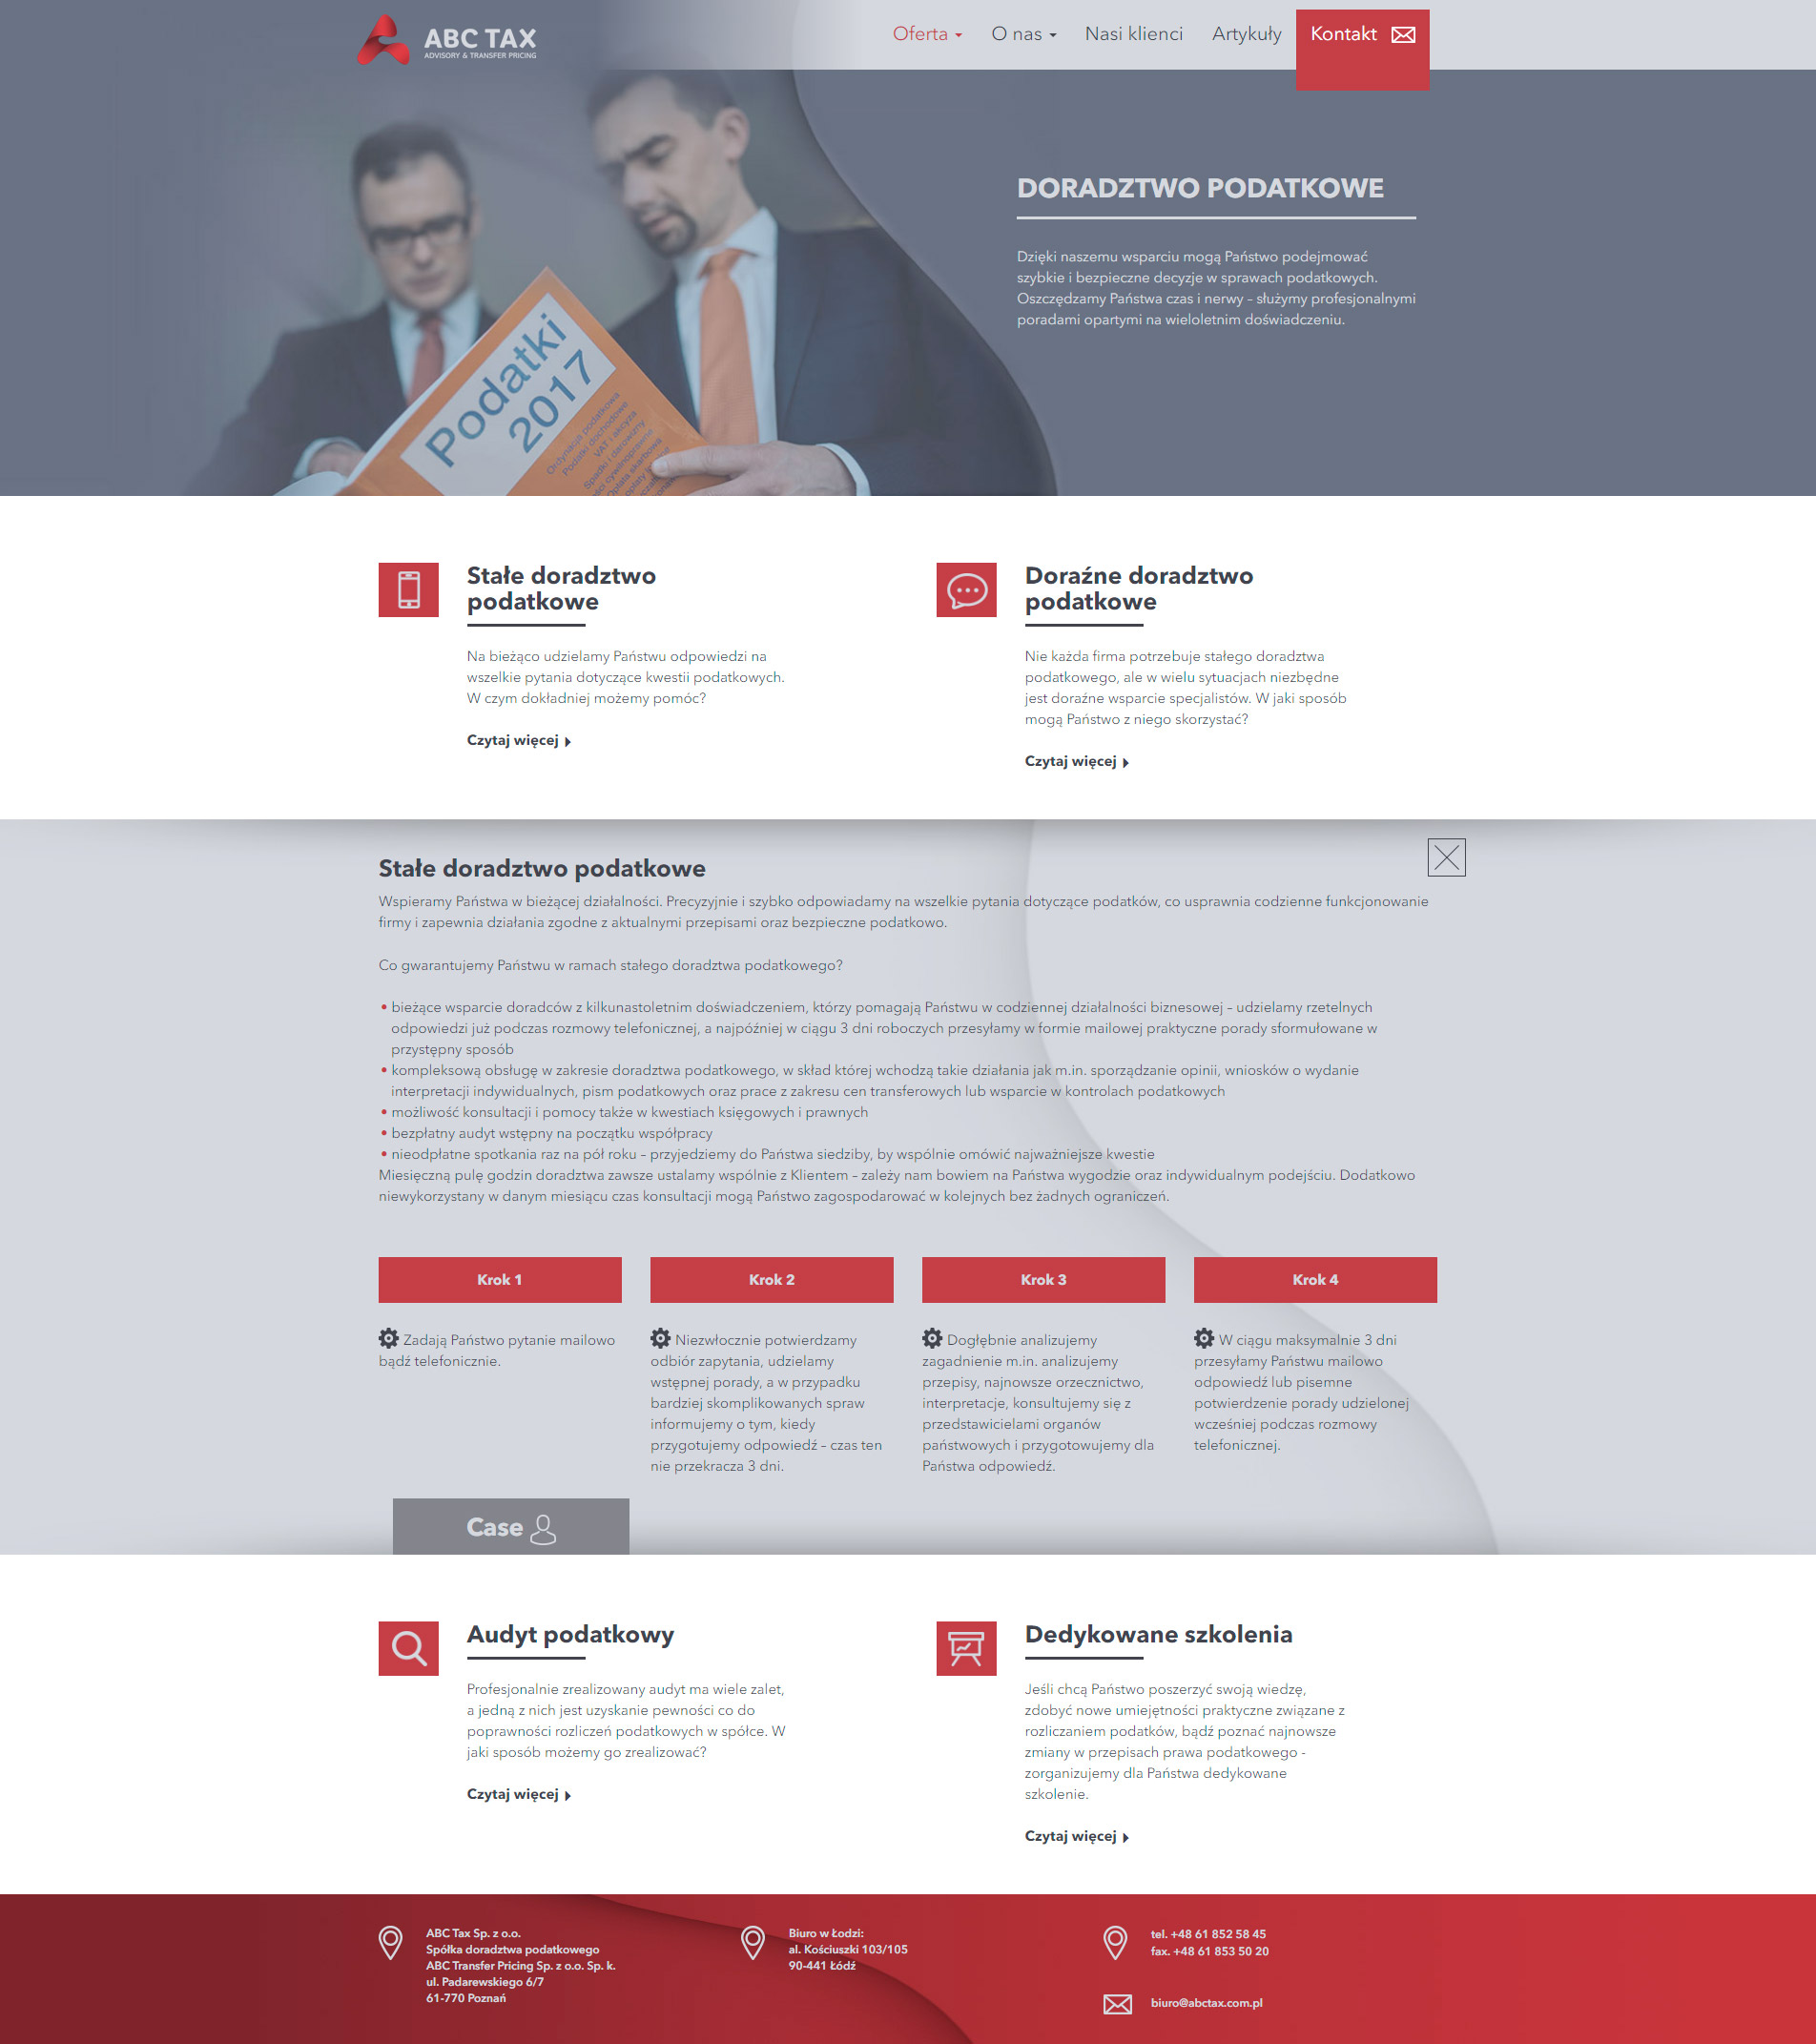 ABC TAX
ADVISORY & TRANSFER PRICING
Oferta
O nas
Nasi klienci
Artykuły
Kontakt
DORADZTWO PODATKOWE
Dzięki naszemu wsparciu mogą Państwo podejmować
szybkie i bezpieczne decyzje w sprawach podatkowych.
Oszczędzamy Państwa czas i nerwy – służymy profesjonalnymi
poradami opartymi na wieloletnim doświadczeniu.
Podatki
2017
Ordynacja podatkowa
Podatki dochodowe
VAT i akcyza
Spadki i darowizny
Opłata skarbowa
Stałe doradztwo
podatkowe
Na bieżąco udzielamy Państwu odpowiedzi na
wszelkie pytania dotyczące kwestii podatkowych.
W czym dokładniej możemy pomóc?
Czytaj więcej
Doraźne doradztwo
podatkowe
Nie każda firma potrzebuje stałego doradztwa
podatkowego, ale w wielu sytuacjach niezbędne
jest doraźne wsparcie specjalistów. W jaki sposób
mogą Państwo z niego skorzystać?
Czytaj więcej
Stałe doradztwo podatkowe
Wspieramy Państwa w bieżącej działalności. Precyzyjnie i szybko odpowiadamy na wszelkie pytania dotyczące podatków, co usprawnia codzienne funkcjonowanie
firmy i zapewnia działania zgodne z aktualnymi przepisami oraz bezpieczne podatkowo.
Co gwarantujemy Państwu w ramach stałego doradztwa podatkowego?
• bieżące wsparcie doradców z kilkunastoletnim doświadczeniem, którzy pomagają Państwu w codziennej działalności biznesowej – udzielamy rzetelnych
odpowiedzi już podczas rozmowy telefonicznej, a najpóźniej w ciągu 3 dni roboczych przesyłamy w formie mailowej praktyczne porady sformułowane w
przystępny sposób
• kompleksową obsługę w zakresie doradztwa podatkowego, w skład której wchodzą takie działania jak m.in. sporządzanie opinii, wniosków o wydanie
interpretacji indywidualnych, pism podatkowych oraz prace z zakresu cen transferowych lub wsparcie w kontrolach podatkowych
• możliwość konsultacji i pomocy także w kwestiach księgowych i prawnych
• bezpłatny audyt wstępny na początku współpracy
• nieodpłatne spotkania raz na pół roku – przyjedziemy do Państwa siedziby, by wspólnie omówić najważniejsze kwestie
Miesięczną pulę godzin doradztwa zawsze ustalamy wspólnie z Klientem – zależy nam bowiem na Państwa wygodzie oraz indywidualnym podejściu. Dodatkowo
niewykorzystany w danym miesiącu czas konsultacji mogą Państwo zagospodarować w kolejnych bez żadnych ograniczeń.
Krok 1
Zadają Państwo pytanie mailowo
bądź telefonicznie.
Krok 2
Niezwłocznie potwierdzamy
odbiór zapytania, udzielamy
wstępnej porady, a w przypadku
bardziej skomplikowanych spraw
informujemy o tym, kiedy
przygotujemy odpowiedź – czas ten
nie przekracza 3 dni.
Krok 3
Dogłębnie analizujemy
zagadnienie m.in. analizujemy
przepisy, najnowsze orzecznictwo,
interpretacje, konsultujemy się z
przedstawicielami organów
państwowych i przygotowujemy dla
Państwa odpowiedź.
Krok 4
W ciągu maksymalnie 3 dni
przesyłamy Państwu mailowo
odpowiedź lub pisemne
potwierdzenie porady udzielonej
wcześniej podczas rozmowy
telefonicznej.
Case
Audyt podatkowy
Profesjonalnie zrealizowany audyt ma wiele zalet,
a jedną z nich jest uzyskanie pewności co do
poprawności rozliczeń podatkowych w spółce. W
jaki sposób możemy go zrealizować?
Czytaj więcej
Dedykowane szkolenia
Jeśli chcą Państwo poszerzyć swoją wiedzę,
zdobyć nowe umiejętności praktyczne związane z
rozliczaniem podatków, bądź poznać najnowsze
zmiany w przepisach prawa podatkowego -
zorganizujemy dla Państwa dedykowane
szkolenie.
Czytaj więcej
ABC Tax Sp. z o.o.
Spółka doradztwa podatkowego
ABC Transfer Pricing Sp. z o.o. Sp. k.
ul. Padarewskiego 6/7
61-770 Poznań
Biuro w Łodzi:
al. Kościuszki 103/105
90-441 Łódź
tel. +48 61 852 58 45
fax. +48 61 853 50 20
biuro@abctax.com.pl